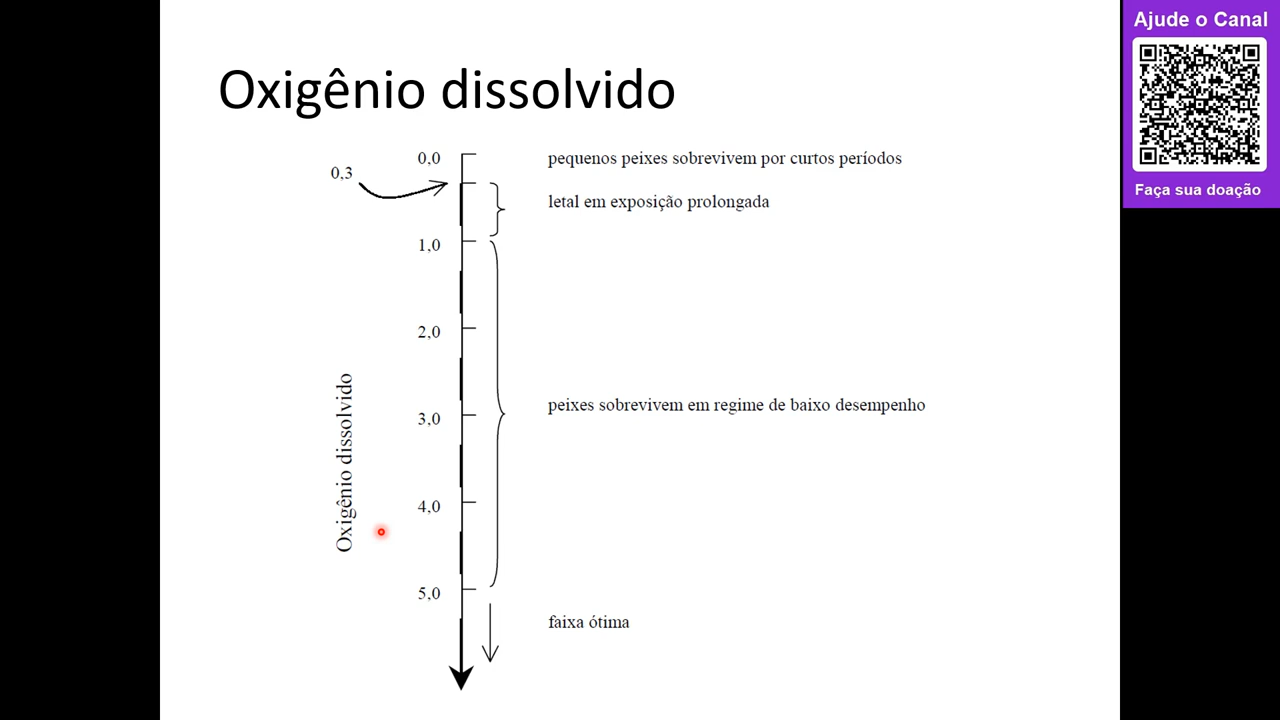 Oxigênio dissolvido
Ajude o Canal
Faça sua doação
0,0
pequenos peixes sobrevivem por curtos períodos
0,3
letal em exposição prolongada
1,0
2,0
3,0
peixes sobrevivem em regime de baixo desempenho
Oxigênio dissolvido
4,0
5,0
faixa ótima